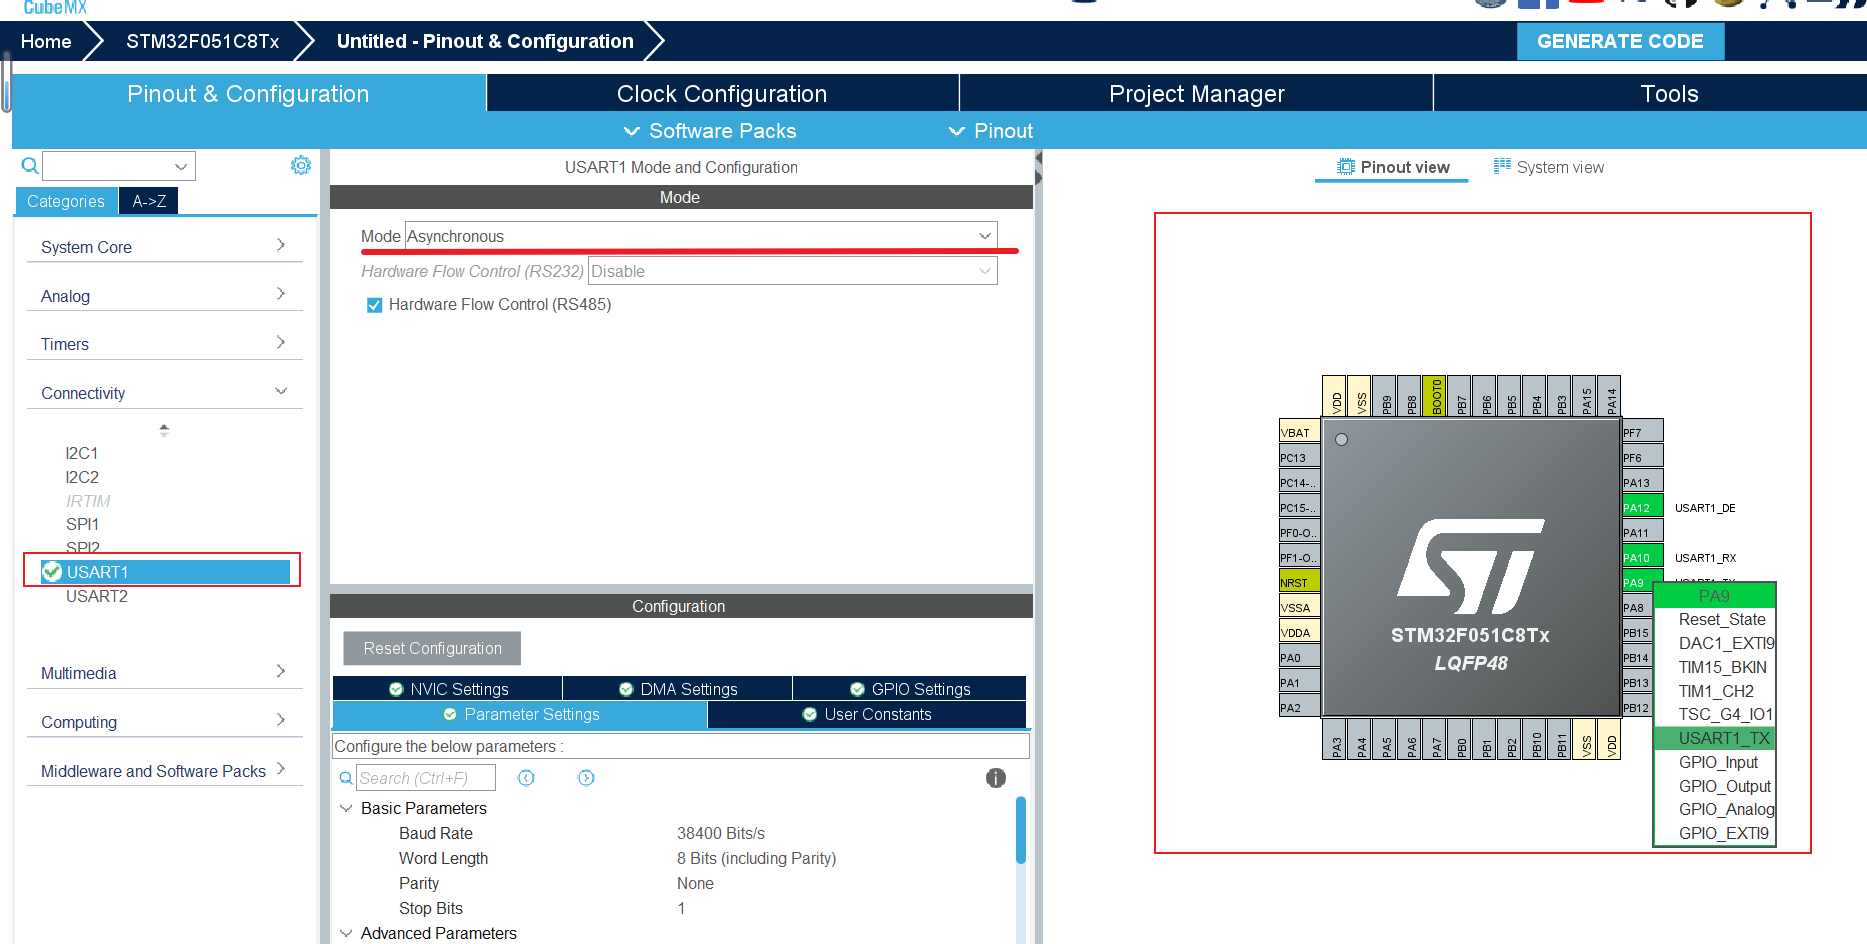 CubeMX
Home
STM32F051C8Tx
Untitled - Pinout & Configuration
GENERATE CODE
Pinout & Configuration
Clock Configuration
Project Manager
Tools
Software Packs
Pinout
Categories
A->Z
System Core
Analog
Timers
Connectivity
I2C1
I2C2
IRTIM
SPI1
SPI2
USART1
USART2
Multimedia
Computing
Middleware and Software Packs
USART1 Mode and Configuration
Mode
Mode Asynchronous
Hardware Flow Control (RS232) Disable
Hardware Flow Control (RS485)
Configuration
Reset Configuration
NVIC Settings
DMA Settings
GPIO Settings
Parameter Settings
User Constants
Configure the below parameters :
Search (Ctrl+F)
Basic Parameters
Baud Rate 38400 Bits/s
Word Length 8 Bits (including Parity)
Parity None
Stop Bits 1
Advanced Parameters
Pinout view
System view
VDD
VSS
PB9
PB8
BOOT0
PB7
PB6
PB5
PB4
PB3
PA15
PA14
VBAT
PC13
PC14-..
PC15-..
PF0-O..
PF1-O..
NRST
VSSA
VDDA
PA0
PA1
PA2
STM32F051C8Tx
LQFP48
PF7
PF6
PA13
PA12 USART1_DE
PA11
PA10 USART1_RX
PA9 USART1_TX
PA8
PB15
PB14
PB13
PB12
PA3
PA4
PA5
PA6
PA7
PB0
PB1
PB2
PB10
PB11
VSS
VDD
PA9
Reset_State
DAC1_EXTI9
TIM15_BKIN
TIM1_CH2
TSC_G4_IO1
USART1_TX
GPIO_Input
GPIO_Output
GPIO_Analog
GPIO_EXTI9